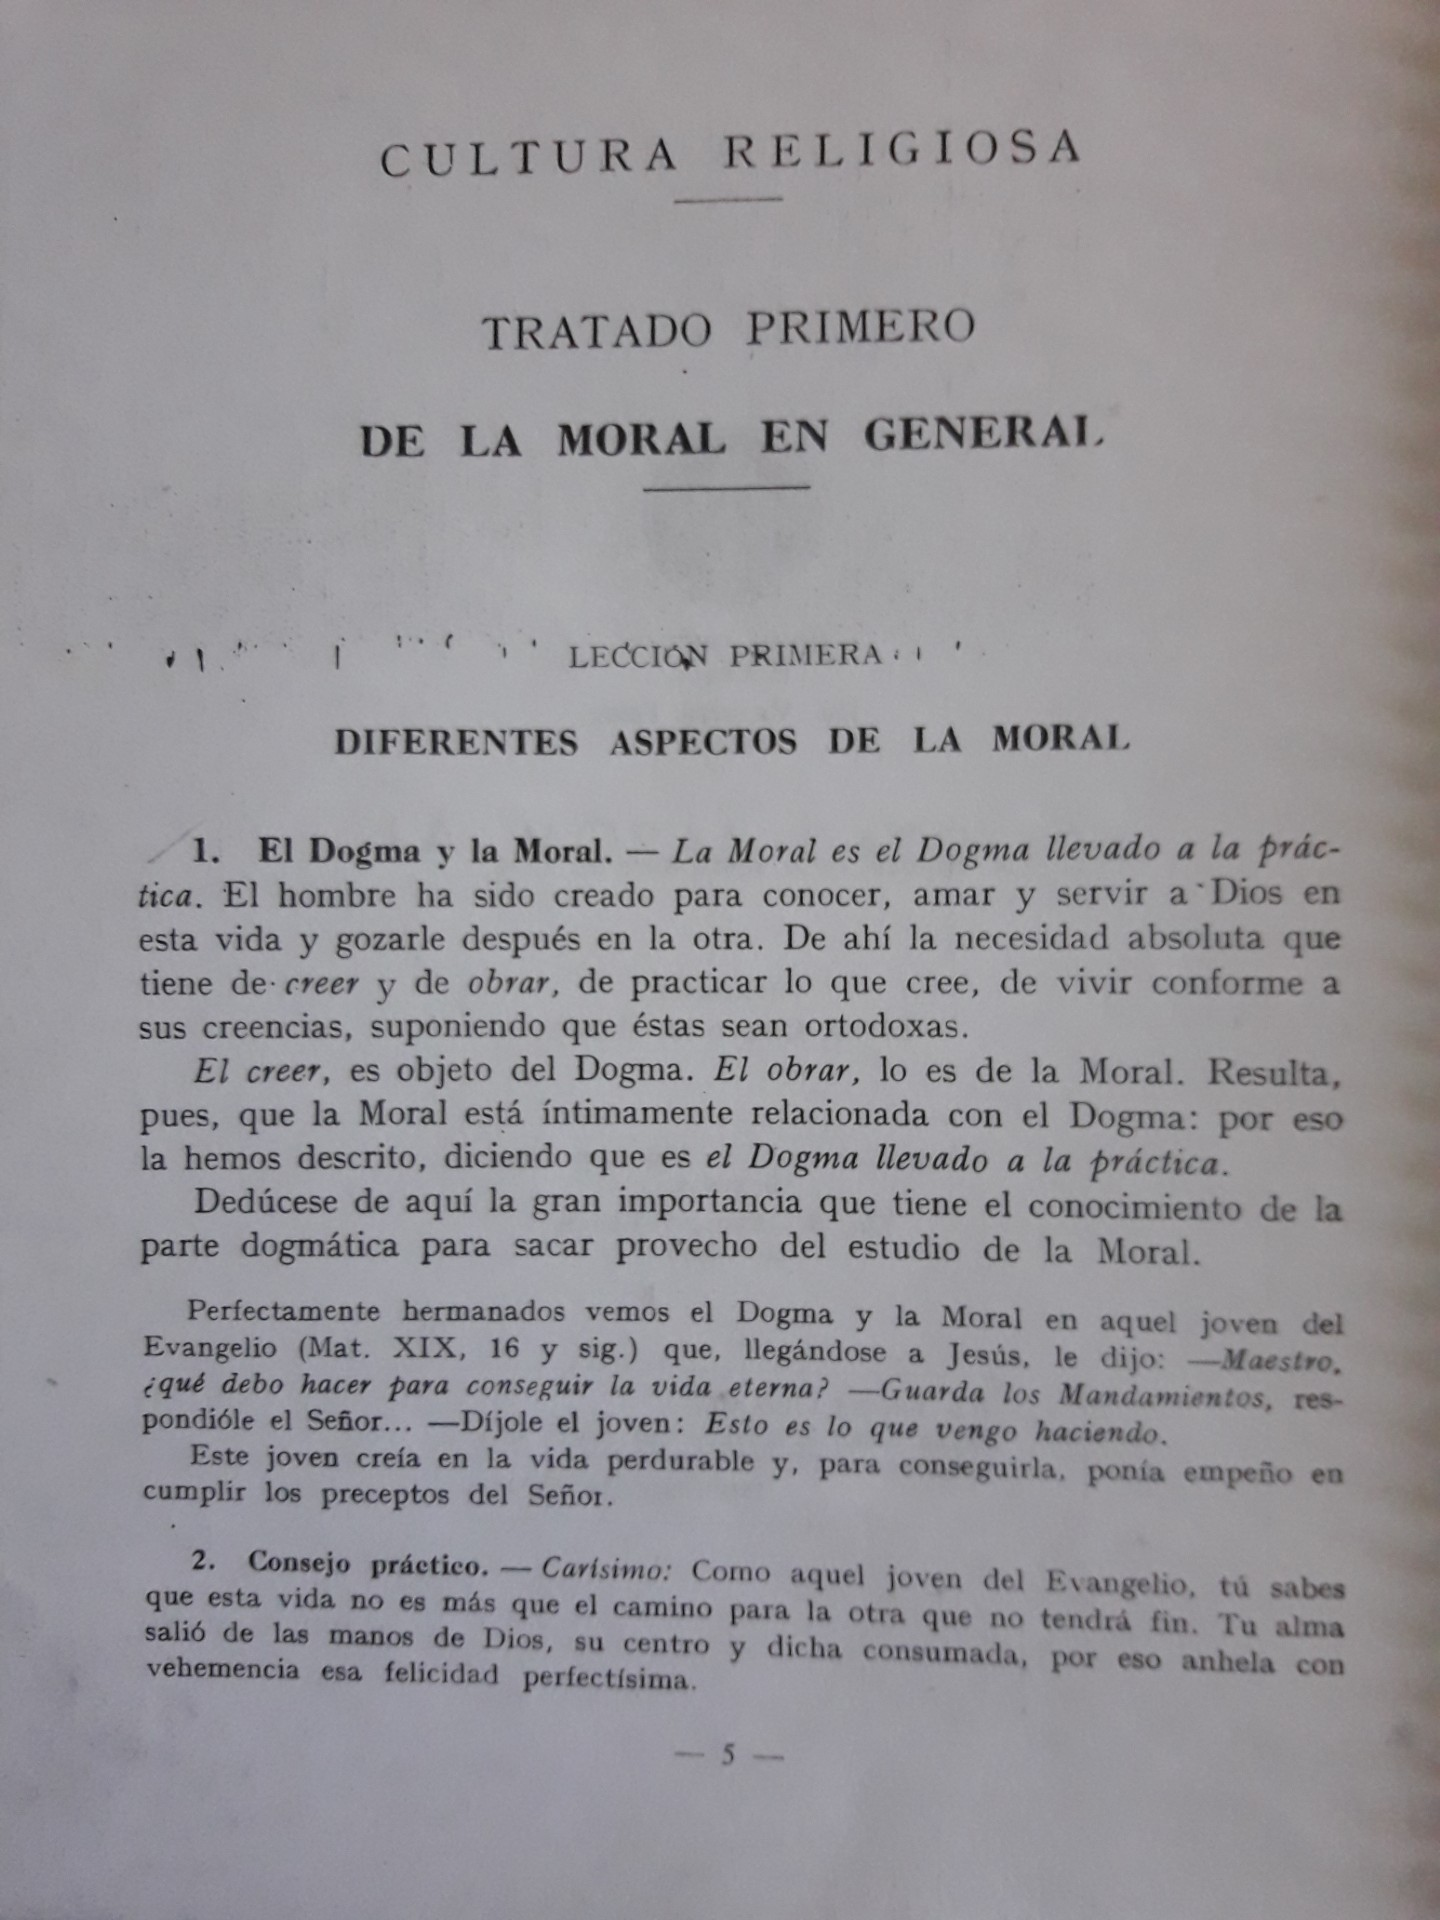 CULTURA RELIGIOSA
TRATADO PRIMERO
DE LA MORAL EN GENERAL
LECCIÓN PRIMERA
DIFERENTES ASPECTOS DE LA MORAL
1. El Dogma y la Moral. — La Moral es el Dogma llevado a la prác-
tica. El hombre ha sido creado para conocer, amar y servir a Dios en
esta vida y gozarle después en la otra. De ahí la necesidad absoluta que
tiene de creer y de obrar, de practicar lo que cree, de vivir conforme a
sus creencias, suponiendo que éstas sean ortodoxas.
El creer, es objeto del Dogma. El obrar, lo es de la Moral. Resulta,
pues, que la Moral está íntimamente relacionada con el Dogma: por eso
la hemos descrito, diciendo que es el Dogma llevado a la práctica.
Dedúcese de aquí la gran importancia que tiene el conocimiento de la
parte dogmática para sacar provecho del estudio de la Moral.
Perfectamente hermanados vemos el Dogma y la Moral en aquel joven del
Evangelio (Mat. XIX, 16 y sig.) que, llegándose a Jesús, le dijo: —Maestro,
¿qué debo hacer para conseguir la vida eterna? —Guarda los Mandamientos, res-
pondióle el Señor... —Díjole el joven: Esto es lo que vengo haciendo.
Este joven creía en la vida perdurable y, para conseguirla, ponía empeño en
cumplir los preceptos del Señor.
2. Consejo práctico. — Carísimo: Como aquel joven del Evangelio, tú sabes
que esta vida no es más que el camino para la otra que no tendrá fin. Tu alma
salió de las manos de Dios, su centro y dicha consumada, por eso anhela con
vehemencia esa felicidad perfectísima.
— 5 —